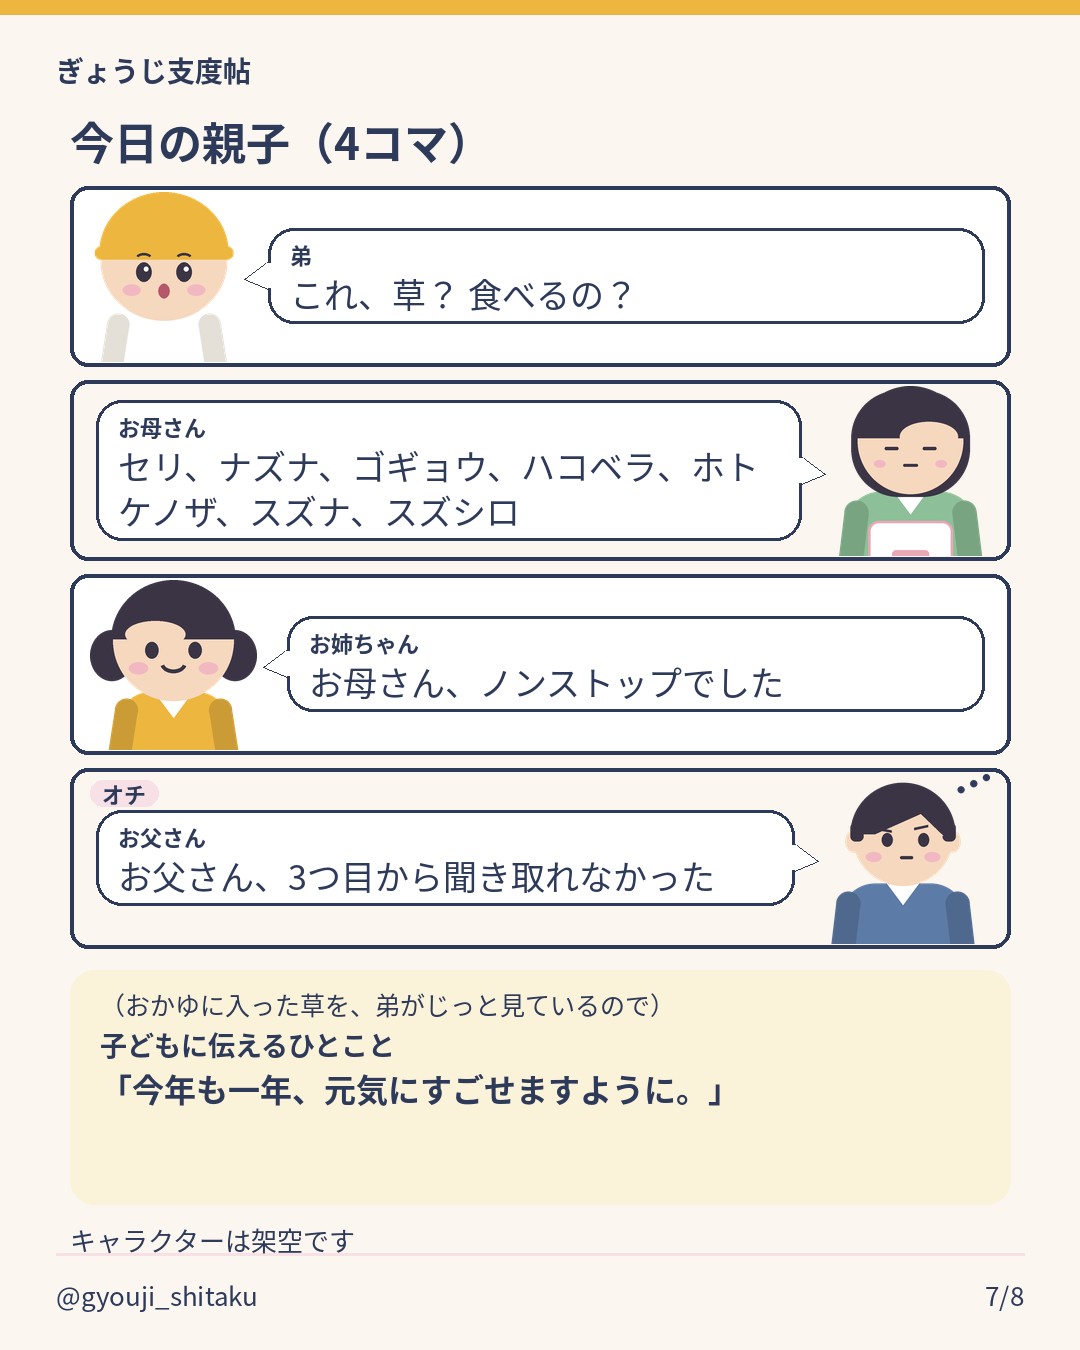 ぎょうじ支度帖
今日の親子（4コマ）
弟
これ、草？ 食べるの？
お母さん
セリ、ナズナ、ゴギョウ、ハコベラ、ホト
ケノザ、スズナ、スズシロ
お姉ちゃん
お母さん、ノンストップでした
オチ
お父さん
お父さん、3つ目から聞き取れなかった
（おかゆに入った草を、弟がじっと見ているので）
子どもに伝えるひとこと
「今年も一年、元気にすごせますように。」
キャラクターは架空です
@gyouji_shitaku
7/8